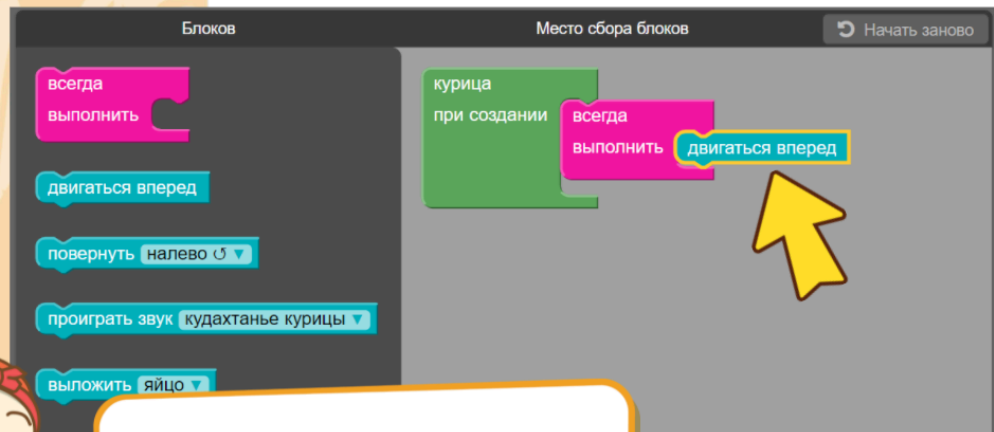 Блоков
Место сбора блоков
Начать заново
всегда
выполнить
двигаться вперед
повернуть налево ↺ ▼
проиграть звук кудахтанье курицы ▼
выложить яйцо ▼
курица
при создании
всегда
выполнить
двигаться вперед